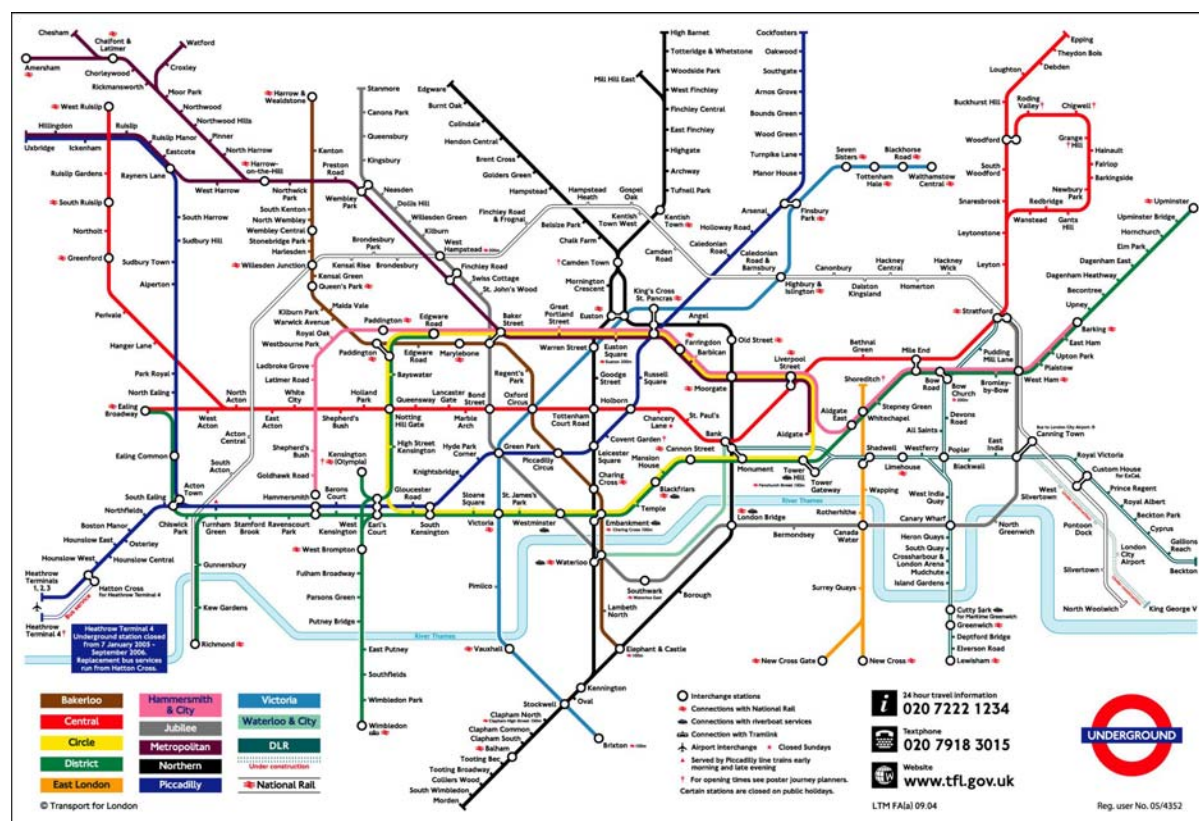 Chesham
Chalfont &
Latimer
Watford
Amersham
Croxley
Chorleywood
Rickmansworth
Moor Park
Northwood
Northwood Hills
Pinner
North Harrow
Harrow-
on-the-Hill
West Ruislip
Hillingdon
Ruislip
Ruislip Manor
Eastcote
Uxbridge
Ickenham
Rayners Lane
West Harrow
Northwick
Park
Preston
Road
Wembley
Park
Ruislip Gardens
South Ruislip
Northolt
Greenford
Perivale
Hanger Lane
South Harrow
Sudbury Hill
Sudbury Town
Alperton
Park Royal
North Ealing
Ealing
Broadway
Ealing Common
South Ealing
Northfields
Boston Manor
Hounslow East
Osterley
Hounslow West
Hounslow Central
Heathrow
Terminals
1, 2, 3
Hatton Cross
for Heathrow Terminal 4
Heathrow
Terminal 4
Bus service
Heathrow Terminal 4
Underground station closed
from 7 January 2005 -
September 2006.
Replacement bus services
run from Hatton Cross.
Harrow &
Wealdstone
Kenton
South Kenton
North Wembley
Wembley Central
Stonebridge Park
Harlesden
Willesden Junction
Kensal Green
Queen's Park
Kilburn Park
Maida Vale
Warwick Avenue
Royal Oak
Westbourne Park
Ladbroke Grove
Latimer Road
Paddington
Paddington
Edgware
Road
Edgware
Road
Marylebone
Baker
Street
Stanmore
Canons Park
Queensbury
Kingsbury
Neasden
Dollis Hill
Willesden Green
Kilburn
West
Hampstead
Finchley Road
Swiss Cottage
St. John's Wood
Brondesbury
Park
Kensal Rise
Brondesbury
Finchley Road
& Frognal
Hampstead
Heath
Gospel
Oak
Kentish
Town West
Camden
Road
Caledonian
Road &
Barnsbury
Canonbury
Dalston
Kingsland
Hackney
Central
Homerton
Hackney
Wick
Edgware
Burnt Oak
Colindale
Hendon Central
Brent Cross
Golders Green
Hampstead
Belsize Park
Chalk Farm
Camden Town
Mornington
Crescent
Euston
High Barnet
Totteridge & Whetstone
Woodside Park
Mill Hill East
West Finchley
Finchley Central
East Finchley
Highgate
Archway
Tufnell Park
Kentish
Town
Cockfosters
Oakwood
Southgate
Arnos Grove
Bounds Green
Wood Green
Turnpike Lane
Manor House
Arsenal
Finsbury
Park
Holloway Road
Caledonian
Road
Seven
Sisters
Blackhorse
Road
Tottenham
Hale
Walthamstow
Central
Highbury &
Islington
King's Cross
St. Pancras
Angel
Old Street
Great
Portland
Street
Warren Street
Euston
Square
Farringdon
Barbican
Moorgate
Liverpool
Street
Epping
Theydon Bois
Debden
Loughton
Buckhurst Hill
Roding
Valley
Chigwell
Grange
Hill
Woodford
Hainault
Fairlop
Barkingside
South
Woodford
Snaresbrook
Newbury
Park
Redbridge
Wanstead
Gants
Hill
Leytonstone
Leyton
Stratford
Upminster
Upminster Bridge
Hornchurch
Elm Park
Dagenham East
Dagenham Heathway
Becontree
Upney
Barking
East Ham
Upton Park
Plaistow
West Ham
Pudding
Mill Lane
Bromley-
by-Bow
Bow
Church
Bow
Road
Mile End
Bethnal
Green
Shoreditch
Stepney Green
Whitechapel
Aldgate
East
Aldgate
Devons
Road
All Saints
North
Acton
West
Acton
East
Acton
White
City
Shepherd's
Bush
Holland
Park
Notting
Hill Gate
Queensway
Bayswater
Lancaster
Gate
Marble
Arch
Bond
Street
Oxford
Circus
Regent's
Park
Tottenham
Court Road
Goodge
Street
Russell
Square
Holborn
Chancery
Lane
St. Paul's
Bank
Acton
Central
South
Acton
Shepherd's
Bush
Goldhawk Road
Hammersmith
Kensington
(Olympia)
High Street
Kensington
Barons
Court
Gloucester
Road
Knightsbridge
Hyde Park
Corner
Green Park
Piccadilly
Circus
Covent Garden
Leicester
Square
Charing
Cross
Cannon Street
Mansion
House
Blackfriars
Temple
Monument
Tower
Hill
Tower
Gateway
Shadwell
Limehouse
Westferry
Poplar
Blackwall
East
India
Bus to London City Airport
Canning Town
Royal Victoria
Custom House
for ExCeL
Prince Regent
Royal Albert
Beckton Park
Cyprus
Gallions
Reach
Beckton
West
Silvertown
Pontoon
Dock
London
City
Airport
Silvertown
North Woolwich
King George V
Acton
Town
Chiswick
Park
Turnham
Green
Stamford
Brook
Ravenscourt
Park
West
Kensington
Earl's
Court
South
Kensington
Sloane
Square
Victoria
St. James's
Park
Westminster
Embankment
Waterloo
Southwark
London Bridge
Bermondsey
Canada
Water
Rotherhithe
Wapping
Surrey Quays
New Cross Gate
New Cross
West India
Quay
Canary Wharf
Heron Quays
South Quay
Crossharbour &
London Arena
Mudchute
Island Gardens
Cutty Sark
for Maritime Greenwich
Greenwich
Deptford Bridge
Elverson Road
Lewisham
North
Greenwich
River Thames
River Thames
Gunnersbury
Kew Gardens
Richmond
West Brompton
Fulham Broadway
Parsons Green
Putney Bridge
East Putney
Southfields
Wimbledon Park
Wimbledon
Pimlico
Vauxhall
Lambeth
North
Borough
Elephant & Castle
Kennington
Oval
Stockwell
Brixton
Clapham North
Clapham Common
Clapham South
Balham
Tooting Bec
Tooting Broadway
Colliers Wood
South Wimbledon
Morden
Bakerloo
Central
Circle
District
East London
Hammersmith
& City
Jubilee
Metropolitan
Northern
Piccadilly
Victoria
Waterloo & City
DLR
Under construction
National Rail
© Transport for London
Interchange stations
Connections with National Rail
Connections with riverboat services
Connection with Tramlink
Airport Interchange
Closed Sundays
Served by Piccadilly line trains early
morning and late evening
For opening times see poster journey planners.
Certain stations are closed on public holidays.
24 hour travel information
020 7222 1234
Textphone
020 7918 3015
Website
www.tfl.gov.uk
LTM FA(a) 09.04
UNDERGROUND
Reg. user No. 05/4352